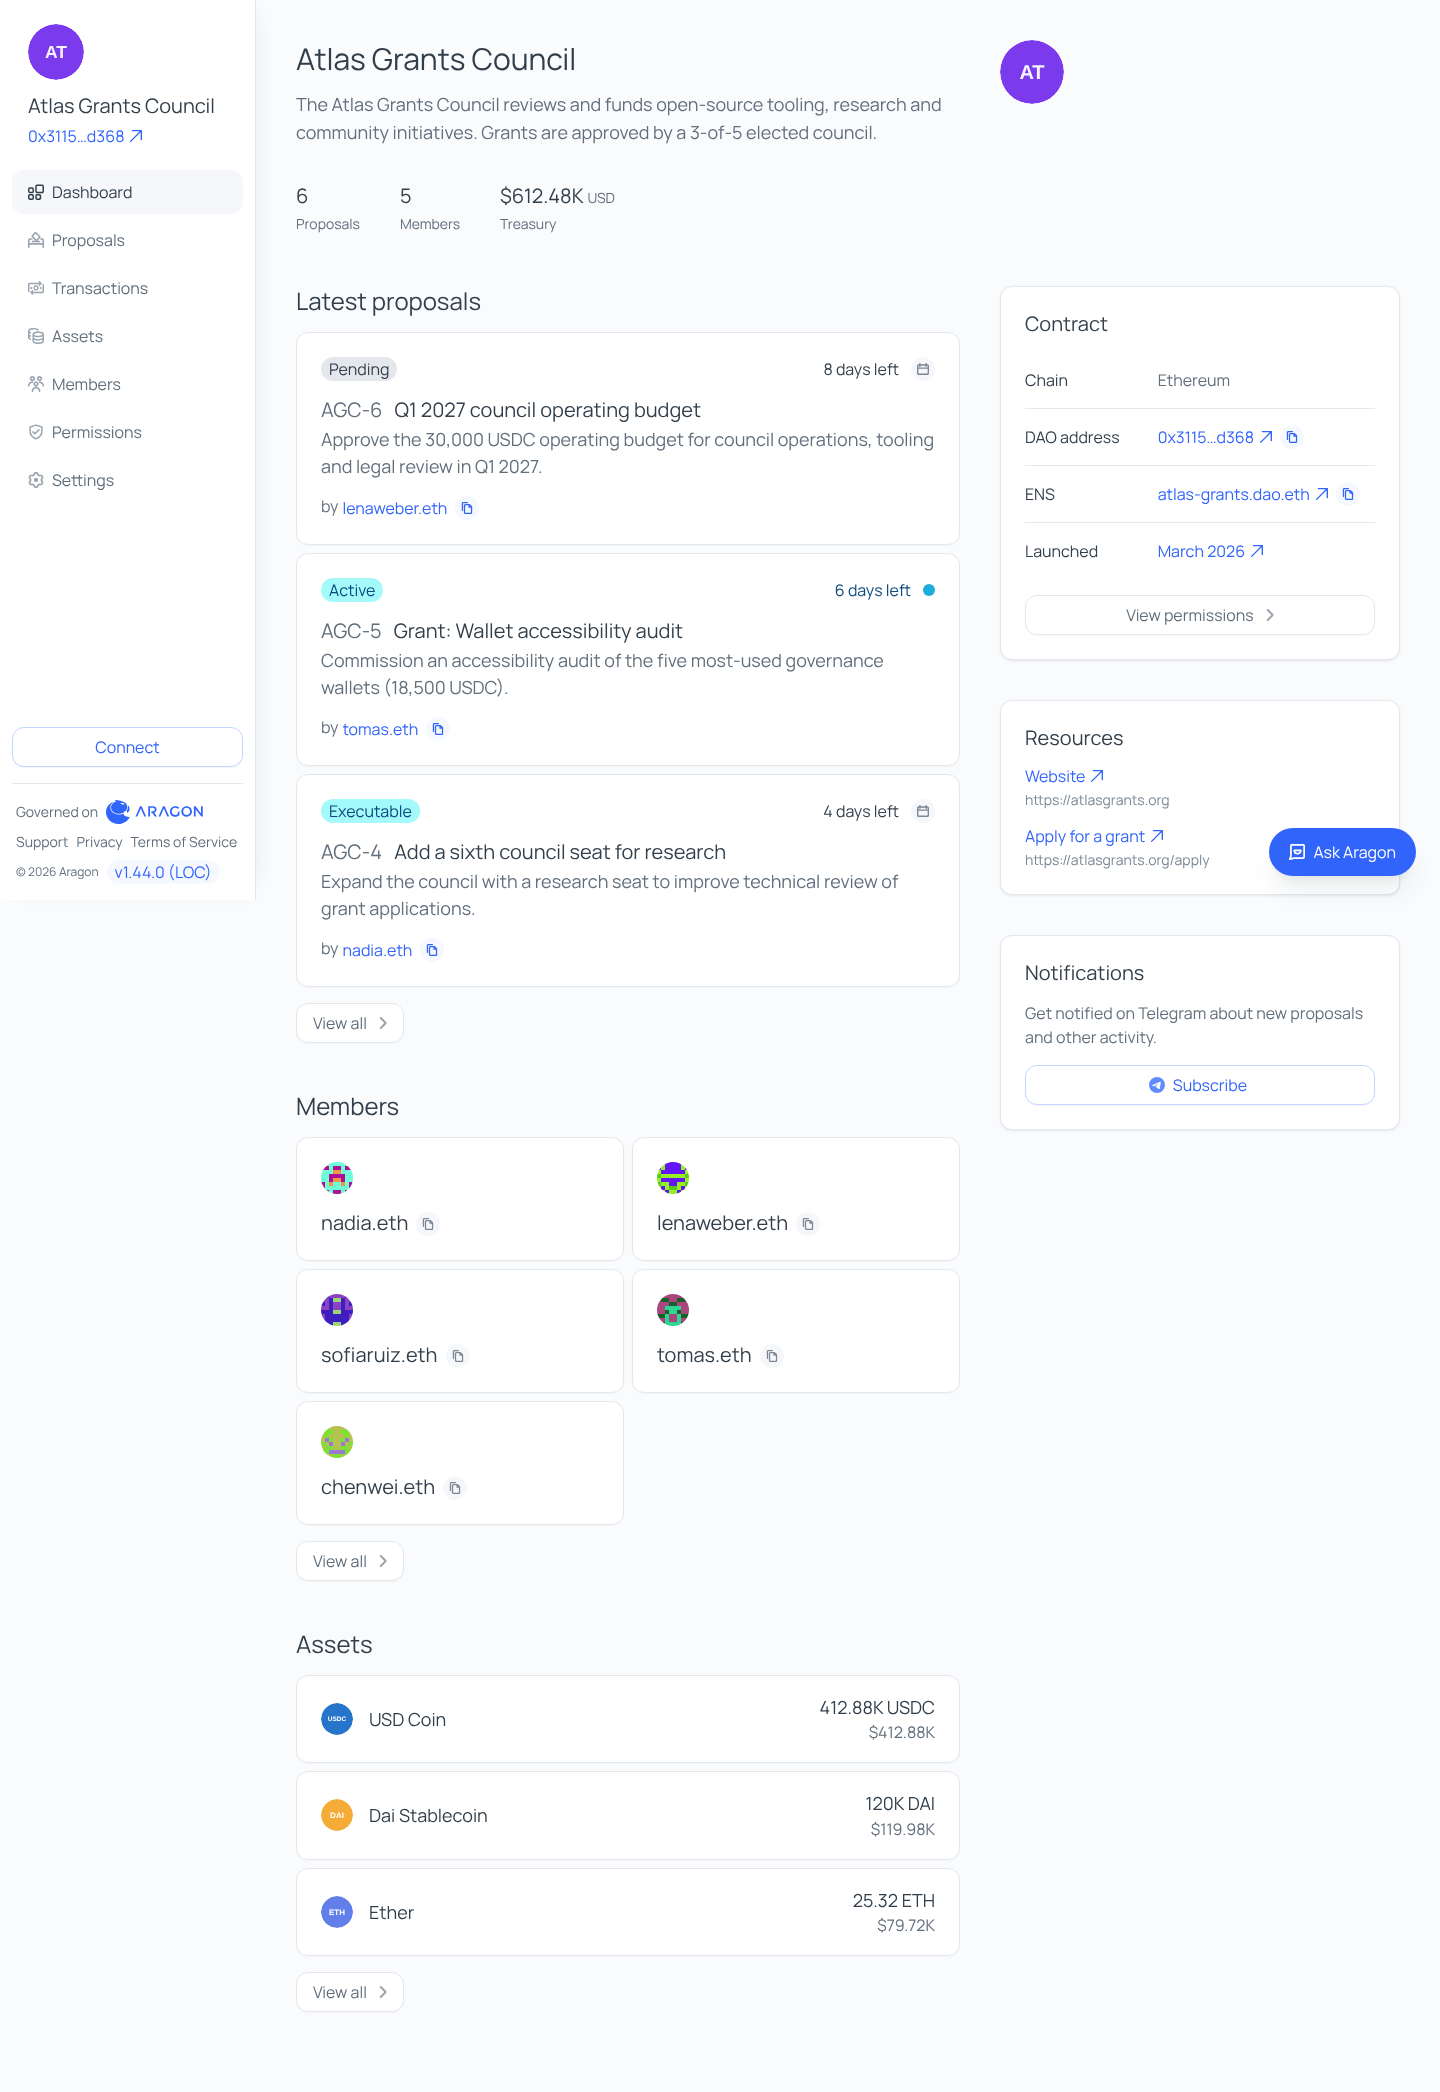 AT
Atlas Grants Council
0x3115…d368
Dashboard
Proposals
Transactions
Assets
Members
Permissions
Settings
Connect
Governed on ARAGON
Support Privacy Terms of Service
© 2026 Aragon v1.44.0 (LOC)
Atlas Grants Council
The Atlas Grants Council reviews and funds open-source tooling, research and
community initiatives. Grants are approved by a 3-of-5 elected council.
AT
6 5 $612.48K USD
Proposals Members Treasury
Latest proposals
Pending 8 days left
AGC-6 Q1 2027 council operating budget
Approve the 30,000 USDC operating budget for council operations, tooling
and legal review in Q1 2027.
by lenaweber.eth
Active 6 days left
AGC-5 Grant: Wallet accessibility audit
Commission an accessibility audit of the five most-used governance
wallets (18,500 USDC).
by tomas.eth
Executable 4 days left
AGC-4 Add a sixth council seat for research
Expand the council with a research seat to improve technical review of
grant applications.
by nadia.eth
View all
Members
nadia.eth
lenaweber.eth
sofiaruiz.eth
tomas.eth
chenwei.eth
View all
Assets
USDC USD Coin 412.88K USDC
$412.88K
DAI Dai Stablecoin 120K DAI
$119.98K
ETH Ether 25.32 ETH
$79.72K
View all
Contract
Chain Ethereum
DAO address 0x3115…d368
ENS atlas-grants.dao.eth
Launched March 2026
View permissions
Resources
Website
https://atlasgrants.org
Apply for a grant
https://atlasgrants.org/apply
Ask Aragon
Notifications
Get notified on Telegram about new proposals
and other activity.
Subscribe